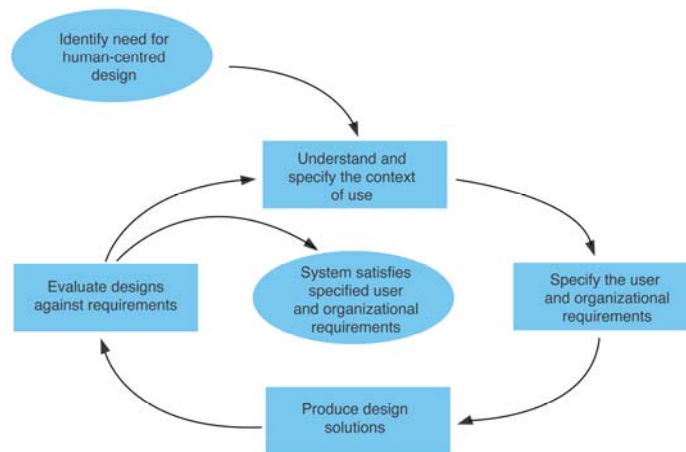 Identify need for
human-centred
design
Understand and
specify the context
of use
Evaluate designs
against requirements
System satisfies
specified user
and organizational
requirements
Specify the user
and organizational
requirements
Produce design
solutions